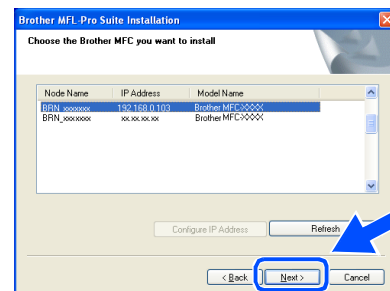 Brother MFL-Pro Suite Installation
Choose the Brother MFC you want to install
Node Name IP Address Model Name
BRN_xxxxxxx 192.168.0.103 Brother MFC-XXXX
BRN_xxxxxxx xx.xx.xx.xx Brother MFC-XXXX
Configure IP Address Refresh
< Back Next > Cancel